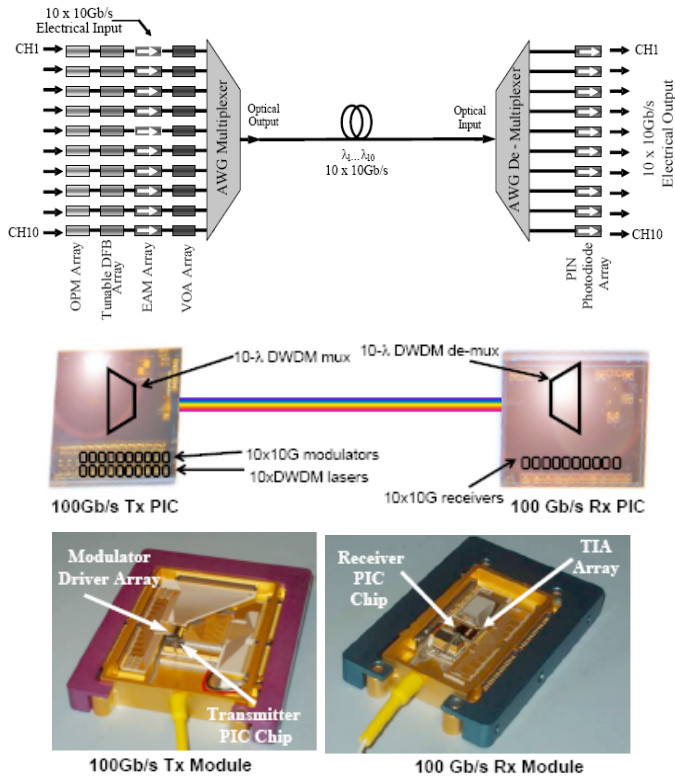 10 x 10Gb/s
Electrical Input
CH1
CH10
OPM Array
Tunable DFB
Array
EAM Array
VOA Array
AWG Multiplexer
Optical
Output
λ1...λ10
10 x 10Gb/s
Optical
Input
AWG De - Multiplexer
CH1
CH10
10 x 10Gb/s
Electrical Output
PIN
Photodiode
Array
10-λ DWDM mux
10-λ DWDM de-mux
10x10G modulators
10xDWDM lasers
10x10G receivers
100Gb/s Tx PIC
100 Gb/s Rx PIC
Modulator
Driver Array
Transmitter
PIC Chip
Receiver
PIC
Chip
TIA
Array
100Gb/s Tx Module
100 Gb/s Rx Module